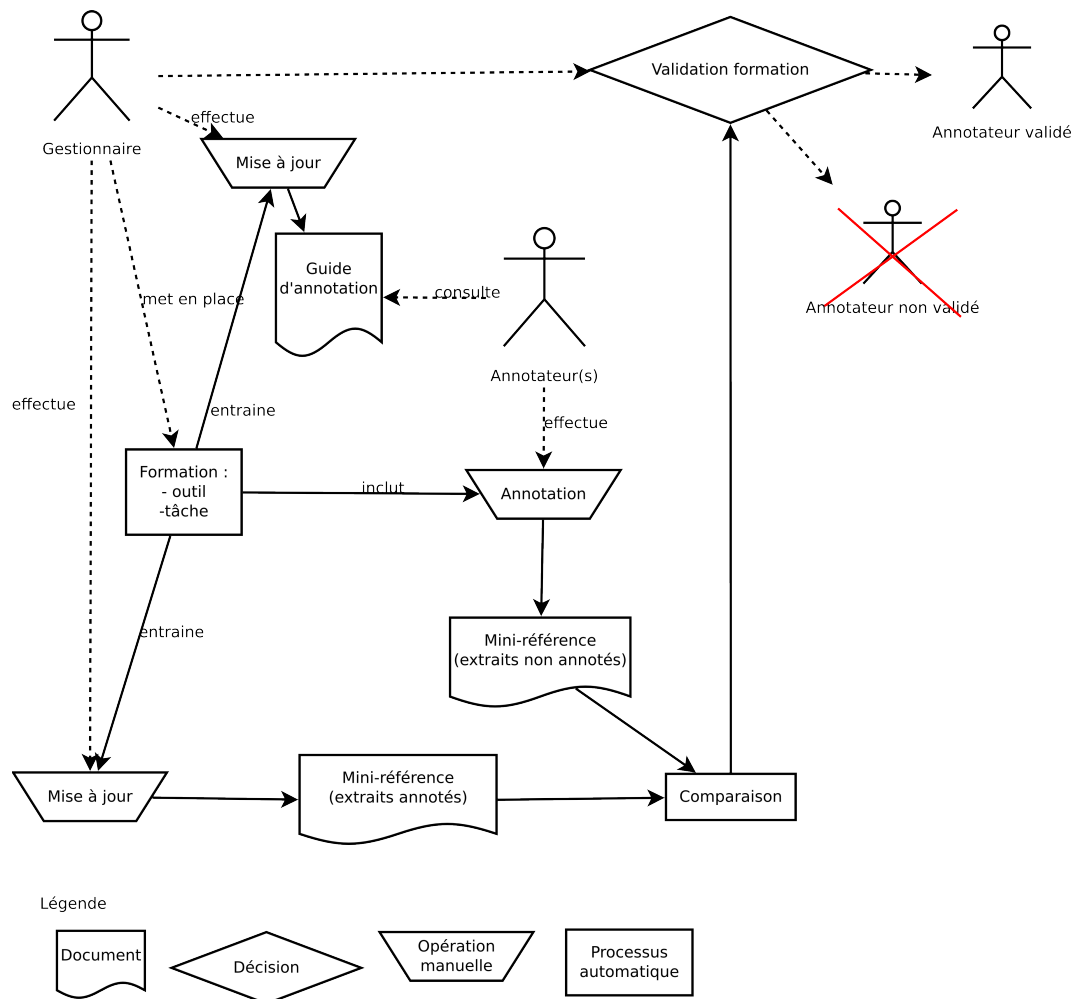 Validation formation
Annotateur validé
effectue
Gestionnaire
Mise à jour
Guide
d'annotation
consulte
met en place
Annotateur non validé
Annotateur(s)
effectue
entraine
effectue
Formation :
- outil
-tâche
inclut
Annotation
entraine
Mini-référence
(extraits non annotés)
Mise à jour
Mini-référence
(extraits annotés)
Comparaison
Légende
Document
Décision
Opération
manuelle
Processus
automatique